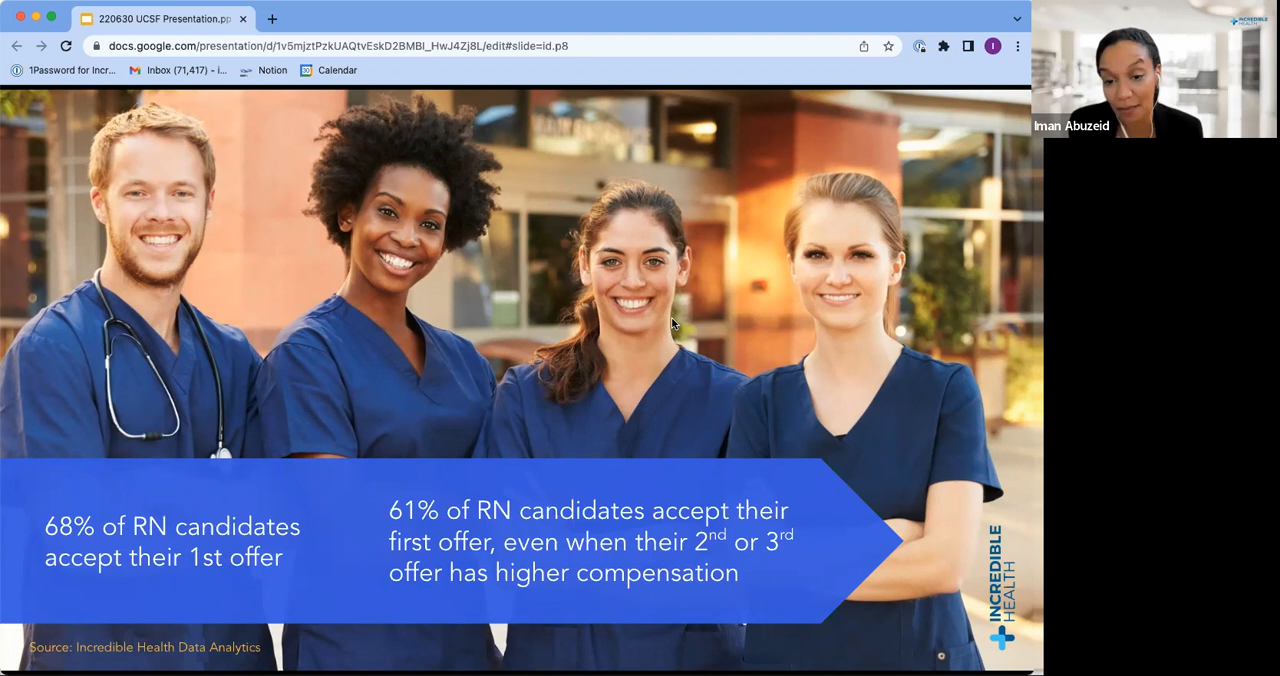 220630 UCSF Presentation.pp
docs.google.com/presentation/d/1v5mjztPzkUAQtvEskD2BMBI_HwJ4Zj8L/edit#slide=id.p8
I
1Password for Incr...
Inbox (71,417) - i...
Notion
Calendar
INCREDIBLE
HEALTH
Iman Abuzeid
68% of RN candidates
accept their 1st offer
61% of RN candidates accept their
first offer, even when their 2nd or 3rd
offer has higher compensation
INCREDIBLE
HEALTH
Source: Incredible Health Data Analytics